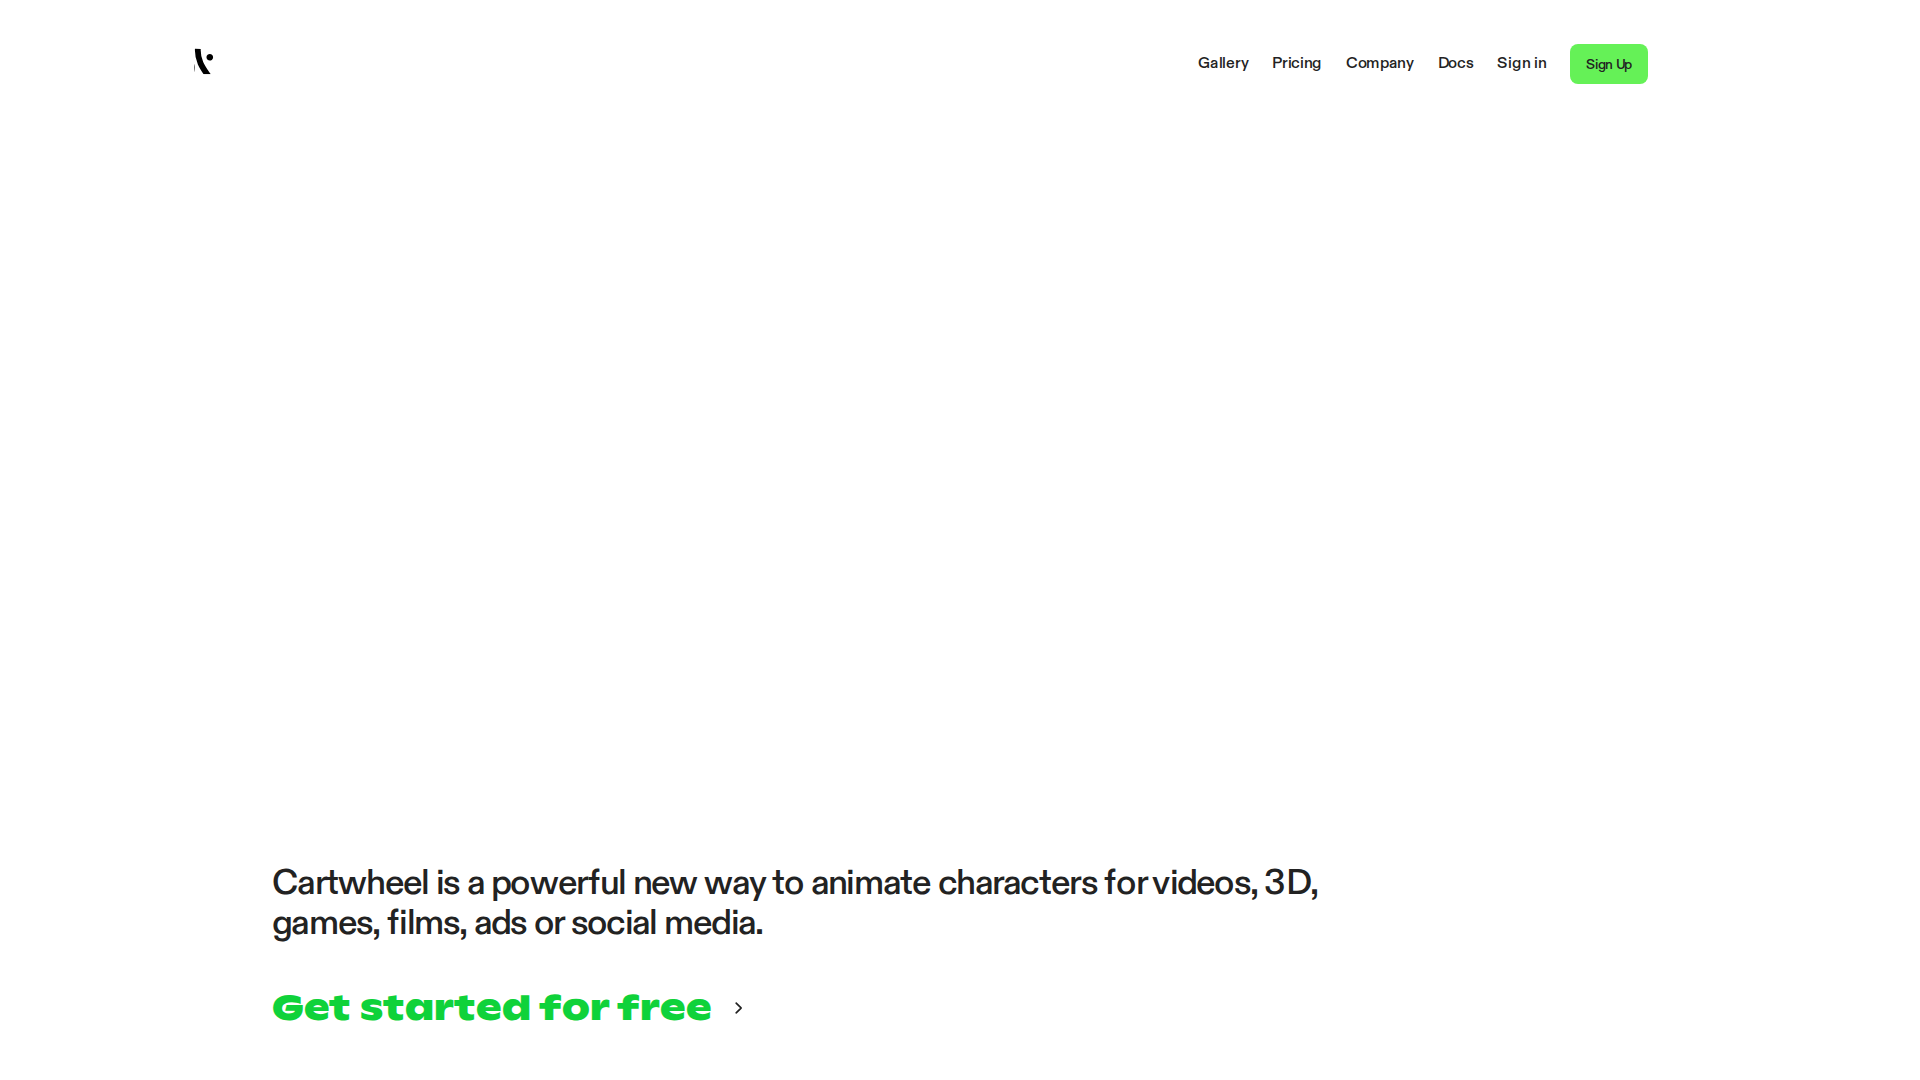 Gallery
Pricing
Company
Docs
Sign in
Sign Up
Cartwheel is a powerful new way to animate characters for videos, 3D,
games, films, ads or social media.
Get started for free